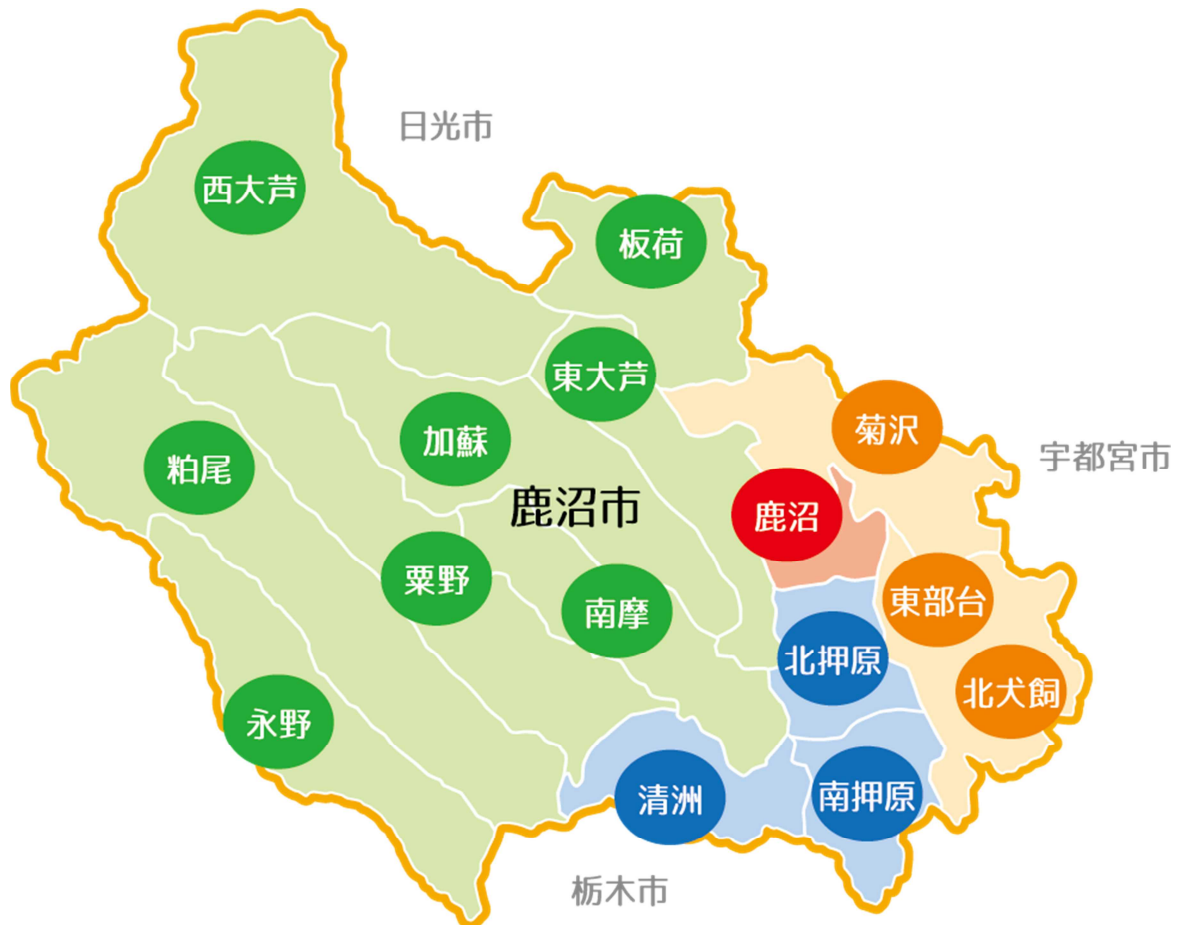 日光市
西大芦
板荷
東大芦
加蘇
菊沢
宇都宮市
粕尾
鹿沼市
鹿沼
粟野
南摩
東部台
北押原
北犬飼
永野
清洲
南押原
栃木市